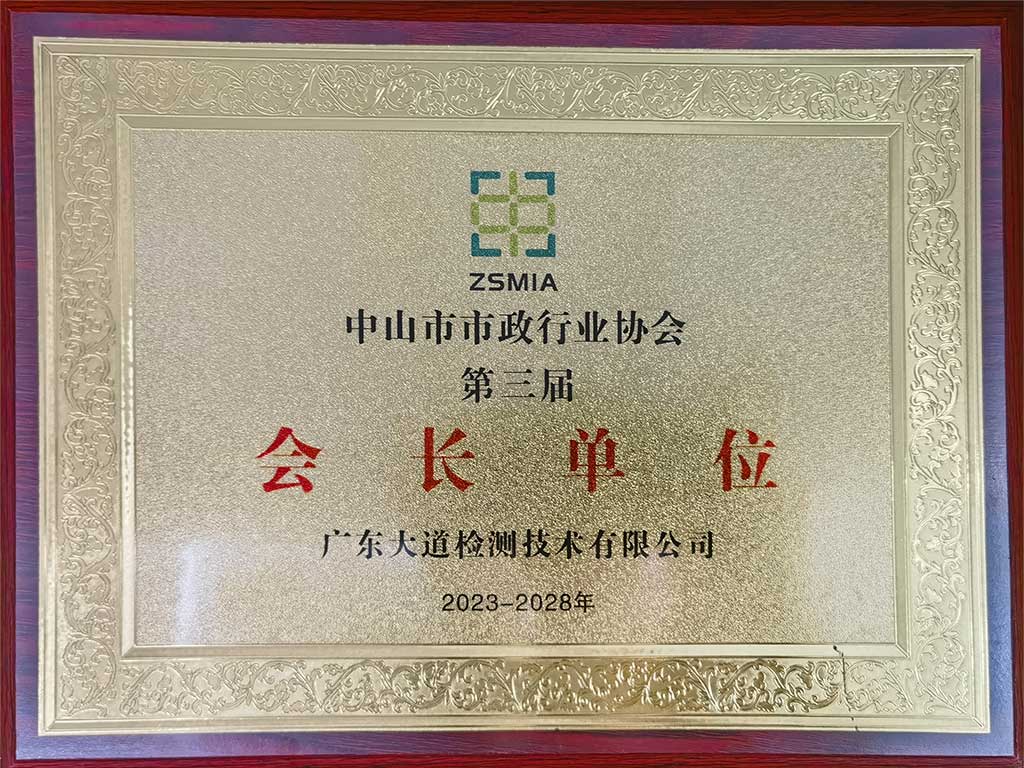 ZSMIA
中山市市政行业协会
第三届
会长单位
广东大道检测技术有限公司
2023-2028年